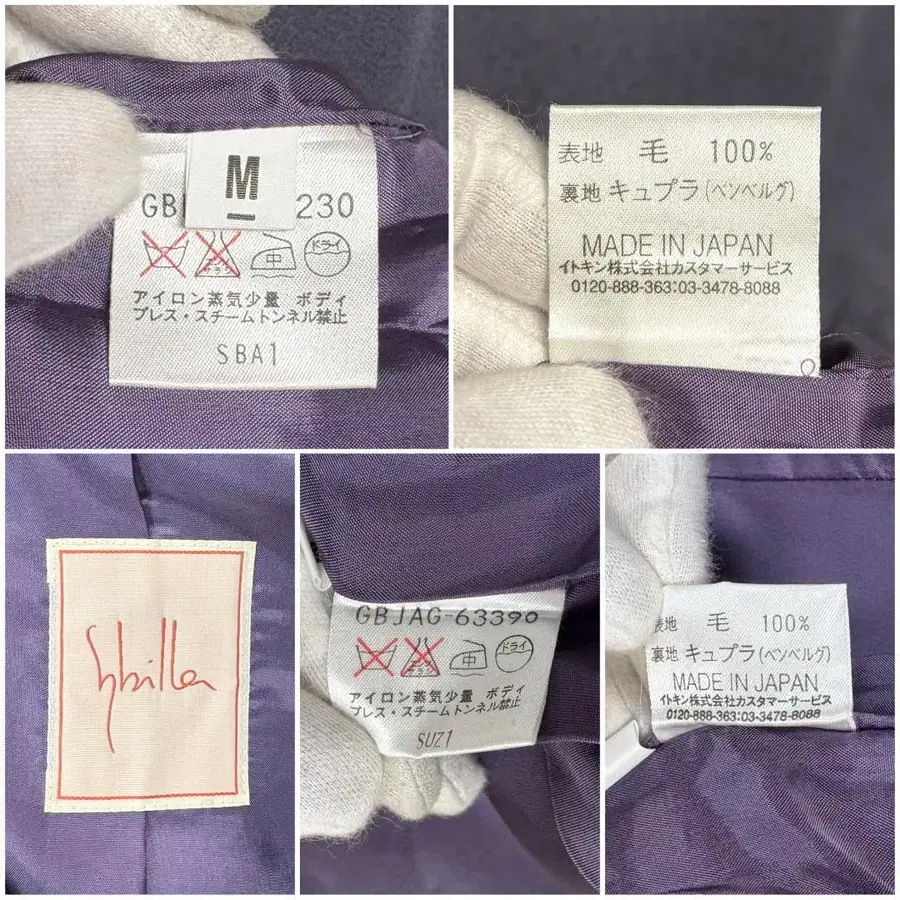 M
GB 230
サラシ
中
ドライ
アイロン蒸気少量 ボディ
プレス・スチームトンネル禁止
SBA1
表地 毛 100%
裏地 キュプラ(ベンベルグ)
MADE IN JAPAN
イトキン株式会社カスタマーサービス
0120-888-363:03-3478-8088
Sybilla
GBJAG-63390
サラシ
中
ドライ
アイロン蒸気少量 ボディ
プレス・スチームトンネル禁止
SUZ1
表地 毛 100%
裏地 キュプラ(ベンベルグ)
MADE IN JAPAN
イトキン株式会社カスタマーサービス
0120-888-363:03-3478-8088